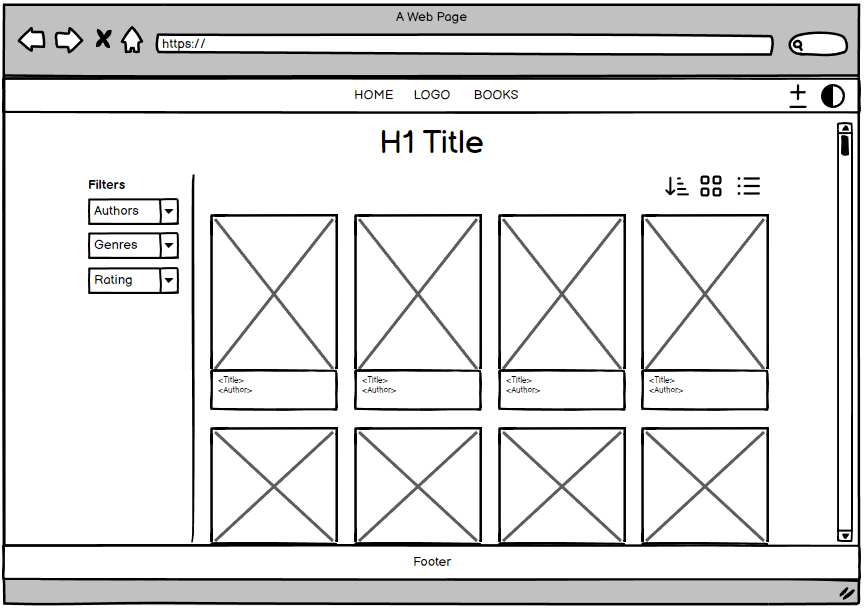 A Web Page
https://
HOME LOGO BOOKS
H1 Title
Filters
Authors
Genres
Rating
<Title>
<Author>
<Title>
<Author>
<Title>
<Author>
<Title>
<Author>
Footer